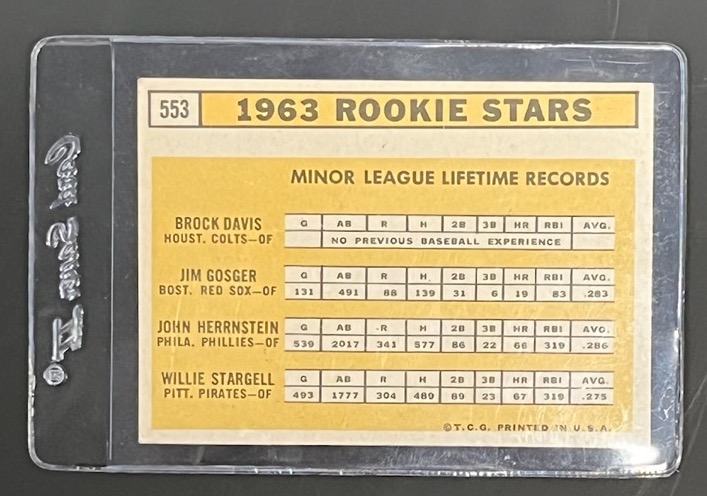 553 1963 ROOKIE STARS
MINOR LEAGUE LIFETIME RECORDS
BROCK DAVIS G AB R H 2B 3B HR RBI AVG.
HOUST. COLTS-OF NO PREVIOUS BASEBALL EXPERIENCE
JIM GOSGER G AB R H 2B 3B HR RBI AVG.
BOST. RED SOX-OF 131 491 88 139 31 6 19 83 .283
JOHN HERRNSTEIN G AB R H 2B 3B HR RBI AVG.
PHILA. PHILLIES-OF 539 2017 341 577 86 22 66 319 .286
WILLIE STARGELL G AB R H 2B 3B HR RBI AVG.
PITT. PIRATES-OF 493 1777 304 489 89 23 67 319 .275
©T.C.G. PRINTED IN U.S.A.
Card Saver II